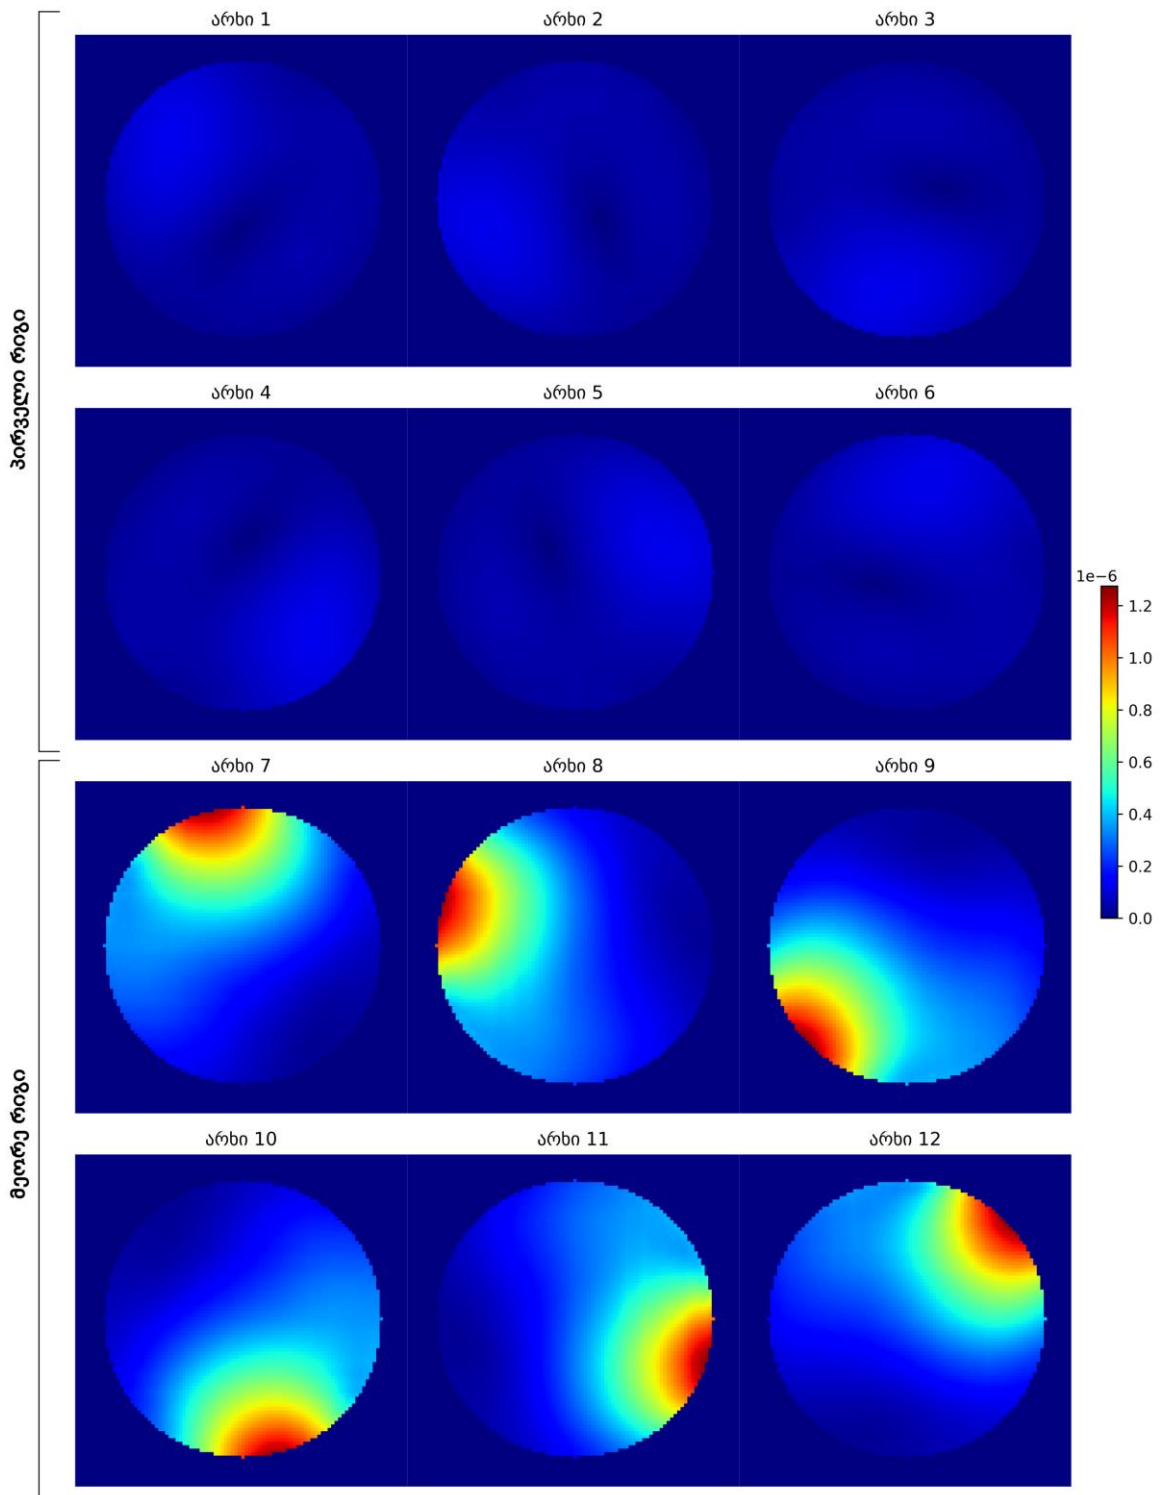 არხი 1
არხი 2
არხი 3
პირველი რიგი
არხი 4
არხი 5
არხი 6
1e−6
1.2
1.0
0.8
0.6
0.4
0.2
0.0
არხი 7
არხი 8
არხი 9
მეორე რიგი
არხი 10
არხი 11
არხი 12